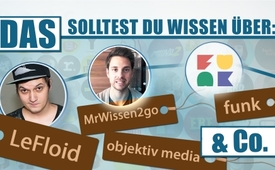 DAS
SOLLTEST DU WISSEN ÜBER:
MrWissen2go
funk
LeFloid
objektiv media
& Co.